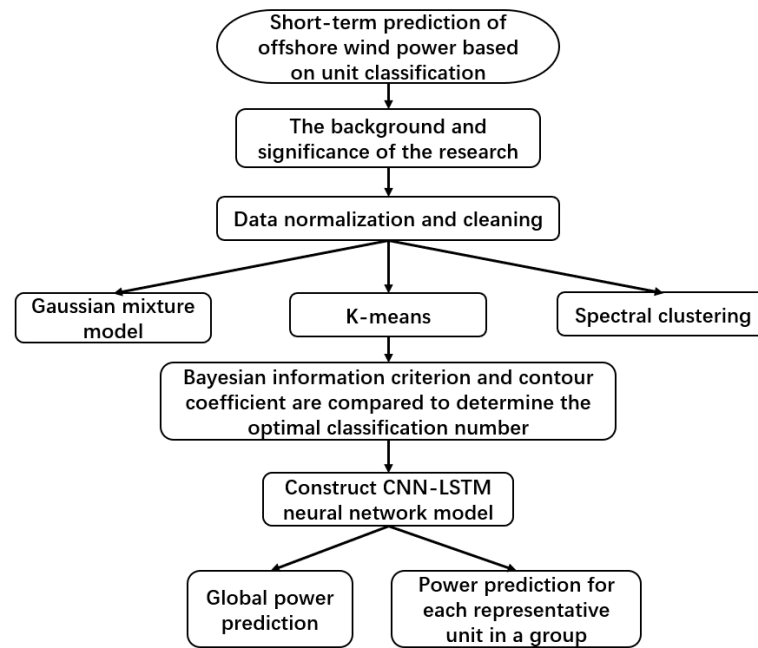 Short-term prediction of
offshore wind power based
on unit classification
The background and
significance of the research
Data normalization and cleaning
Gaussian mixture
model
K-means
Spectral clustering
Bayesian information criterion and contour
coefficient are compared to determine the
optimal classification number
Construct CNN-LSTM
neural network model
Global power
prediction
Power prediction for
each representative
unit in a group